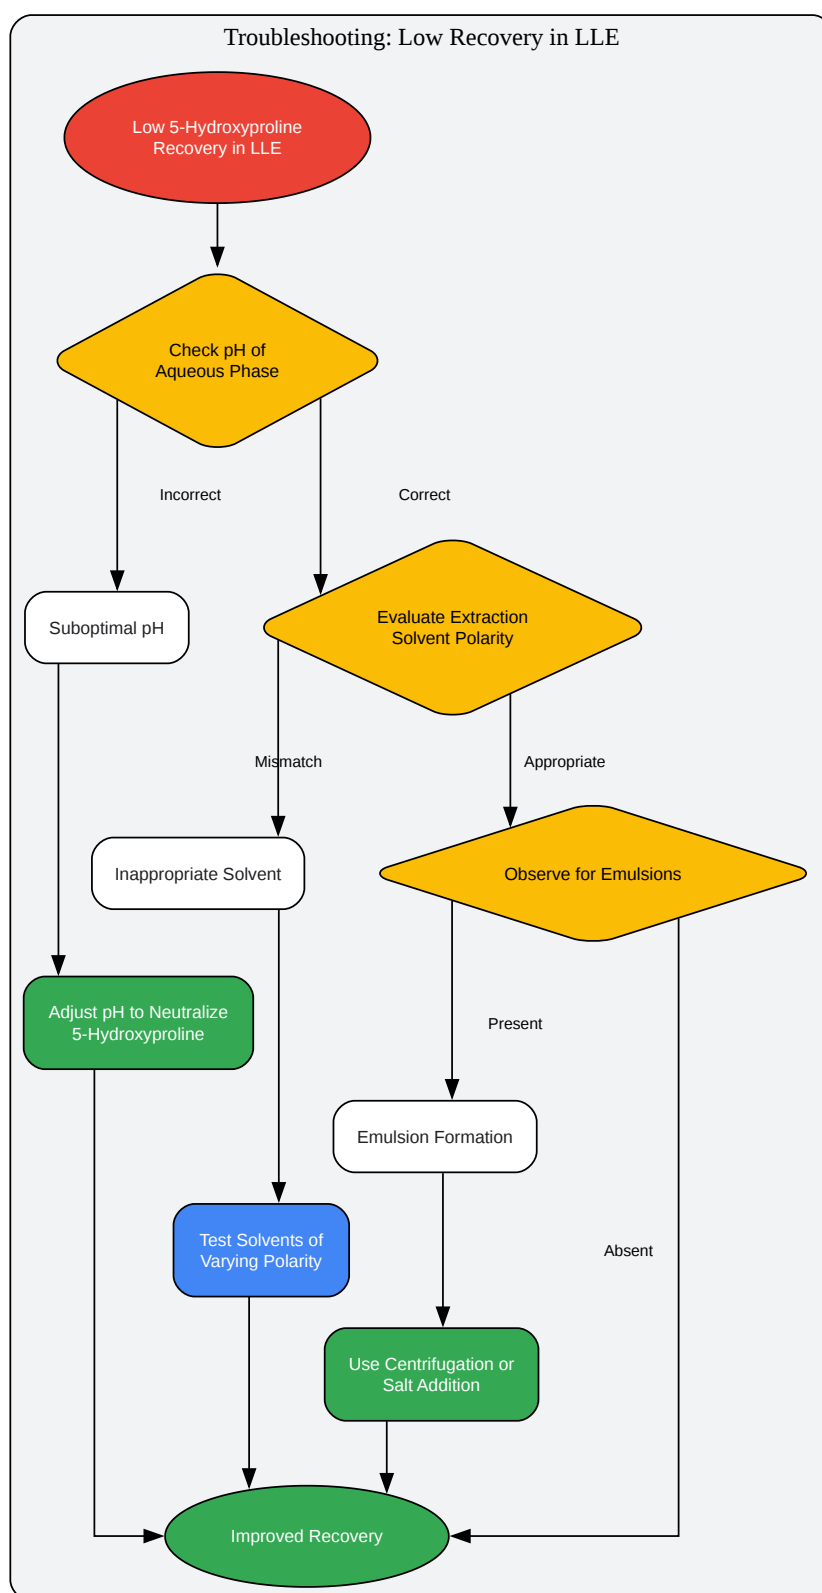 Troubleshooting: Low Recovery in LLE
Low 5-Hydroxyproline
Recovery in LLE
Check pH of
Aqueous Phase
Incorrect
Correct
Suboptimal pH
Evaluate Extraction
Solvent Polarity
Mismatch
Appropriate
Inappropriate Solvent
Observe for Emulsions
Adjust pH to Neutralize
5-Hydroxyproline
Present
Emulsion Formation
Test Solvents of
Varying Polarity
Absent
Use Centrifugation or
Salt Addition
Improved Recovery